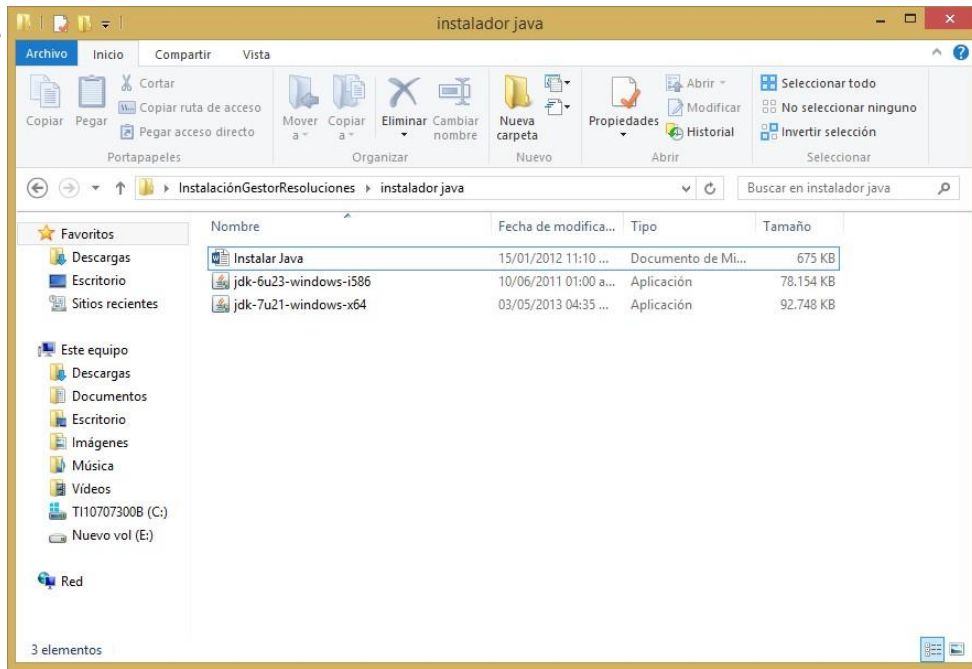 instalador java
Archivo Inicio Compartir Vista
Copiar
Pegar
Cortar
Copiar ruta de acceso
Pegar acceso directo
Portapapeles
Mover a
Copiar a
Eliminar
Cambiar nombre
Organizar
Nueva carpeta
Nuevo
Propiedades
Abrir
Modificar
Historial
Abrir
Seleccionar todo
No seleccionar ninguno
Invertir selección
Seleccionar
InstalaciónGestorResoluciones instalador java
Buscar en instalador java
Nombre Fecha de modifica... Tipo Tamaño
Instalar Java 15/01/2012 11:10 ... Documento de Mi... 675 KB
jdk-6u23-windows-i586 10/06/2011 01:00 a... Aplicación 78.154 KB
jdk-7u21-windows-x64 03/05/2013 04:35 ... Aplicación 92.748 KB
Favoritos
Descargas
Escritorio
Sitios recientes
Este equipo
Descargas
Documentos
Escritorio
Imágenes
Música
Vídeos
TI10707300B (C:)
Nuevo vol (E:)
Red
3 elementos